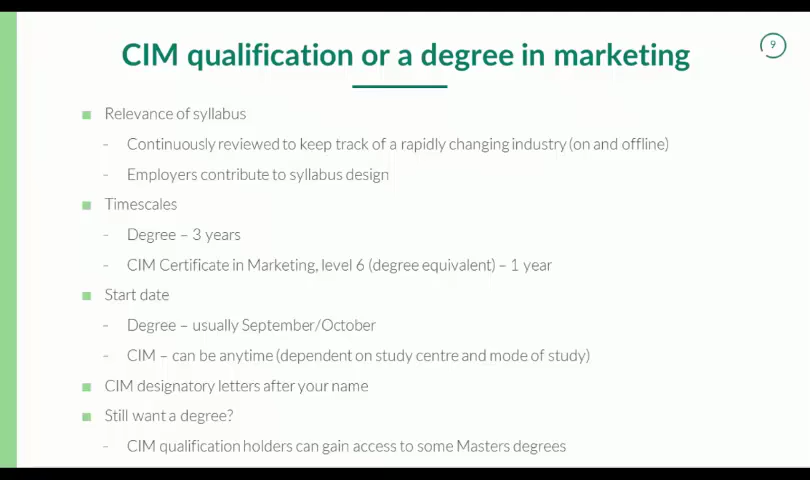 CIM qualification or a degree in marketing
9
Relevance of syllabus
- Continuously reviewed to keep track of a rapidly changing industry (on and offline)
- Employers contribute to syllabus design
Timescales
- Degree – 3 years
- CIM Certificate in Marketing, level 6 (degree equivalent) – 1 year
Start date
- Degree – usually September/October
- CIM – can be anytime (dependent on study centre and mode of study)
CIM designatory letters after your name
Still want a degree?
- CIM qualification holders can gain access to some Masters degrees